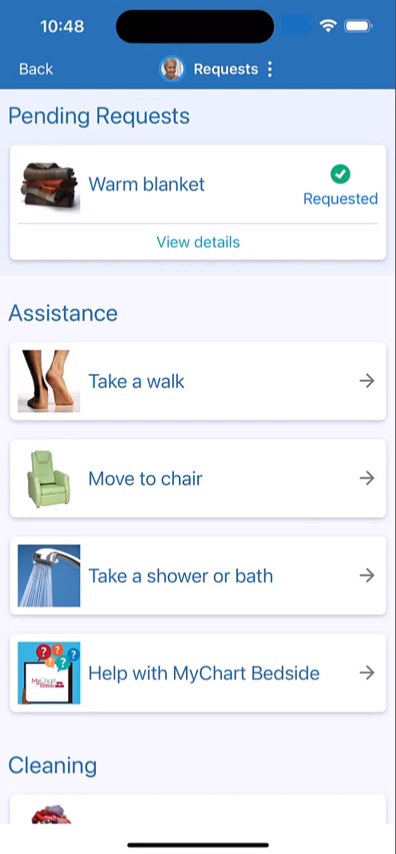 10:48
Back
Requests
Pending Requests
Warm blanket
Requested
View details
Assistance
Take a walk
Move to chair
Take a shower or bath
? ? ? ?
MyChart
Help with MyChart Bedside
Cleaning